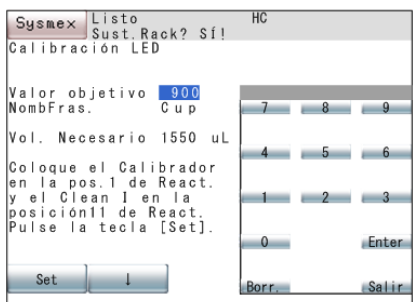 Sysmex Listo HC
Sust.Rack? SÍ!
Calibración LED
Valor objetivo 900
NombFras. Cup
Vol. Necesario 1550 uL
Coloque el Calibrador
en la pos.1 de React.
y el Clean I en la
posición11 de React.
Pulse la tecla [Set].
7 8 9
4 5 6
1 2 3
0 Enter
Set ↓ Borr. Salir